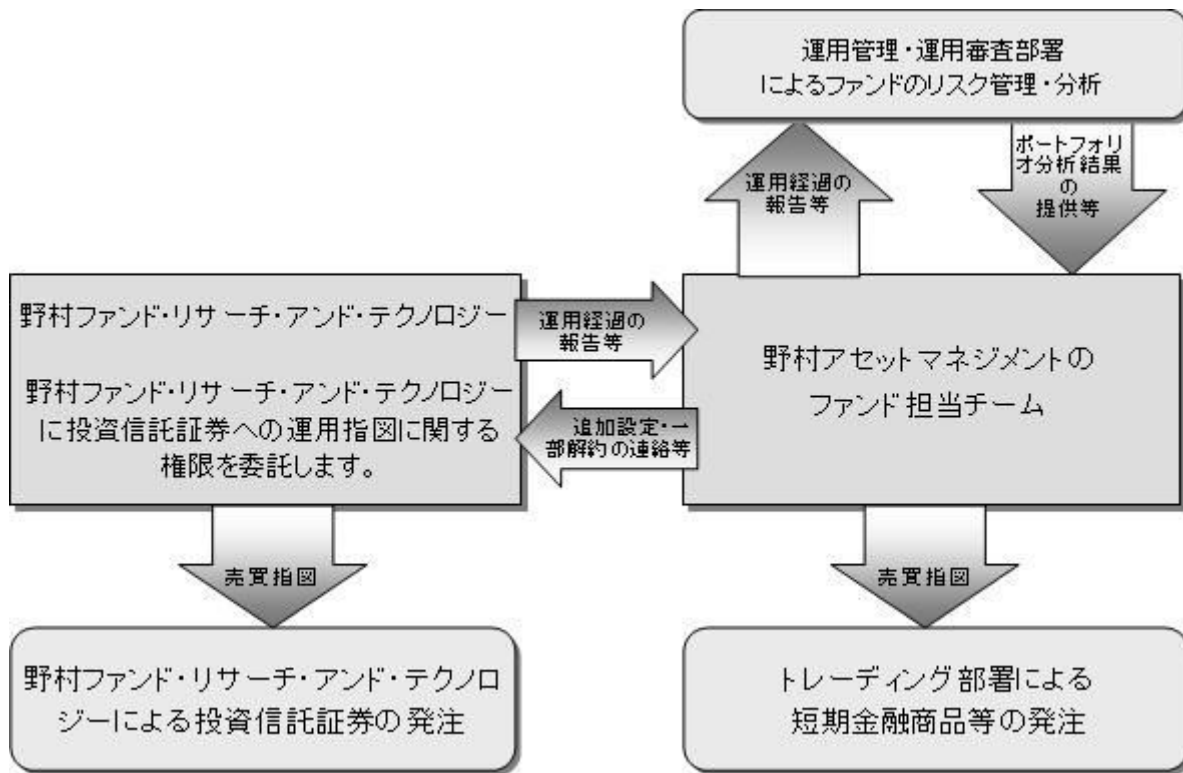 運用管理・運用審査部署
によるファンドのリスク管理・分析
運用経過の
報告等
ポートフォリ
オ分析結果
の
提供等
野村ファンド・リサーチ・アンド・テクノロジー
野村ファンド・リサーチ・アンド・テクノロジー
に投資信託証券への運用指図に関する
権限を委託します。
運用経過の
報告等
追加設定・一
部解約の連絡等
野村アセットマネジメントの
ファンド担当チーム
売買指図
売買指図
野村ファンド・リサーチ・アンド・テクノロ
ジーによる投資信託証券の発注
トレーディング部署による
短期金融商品等の発注